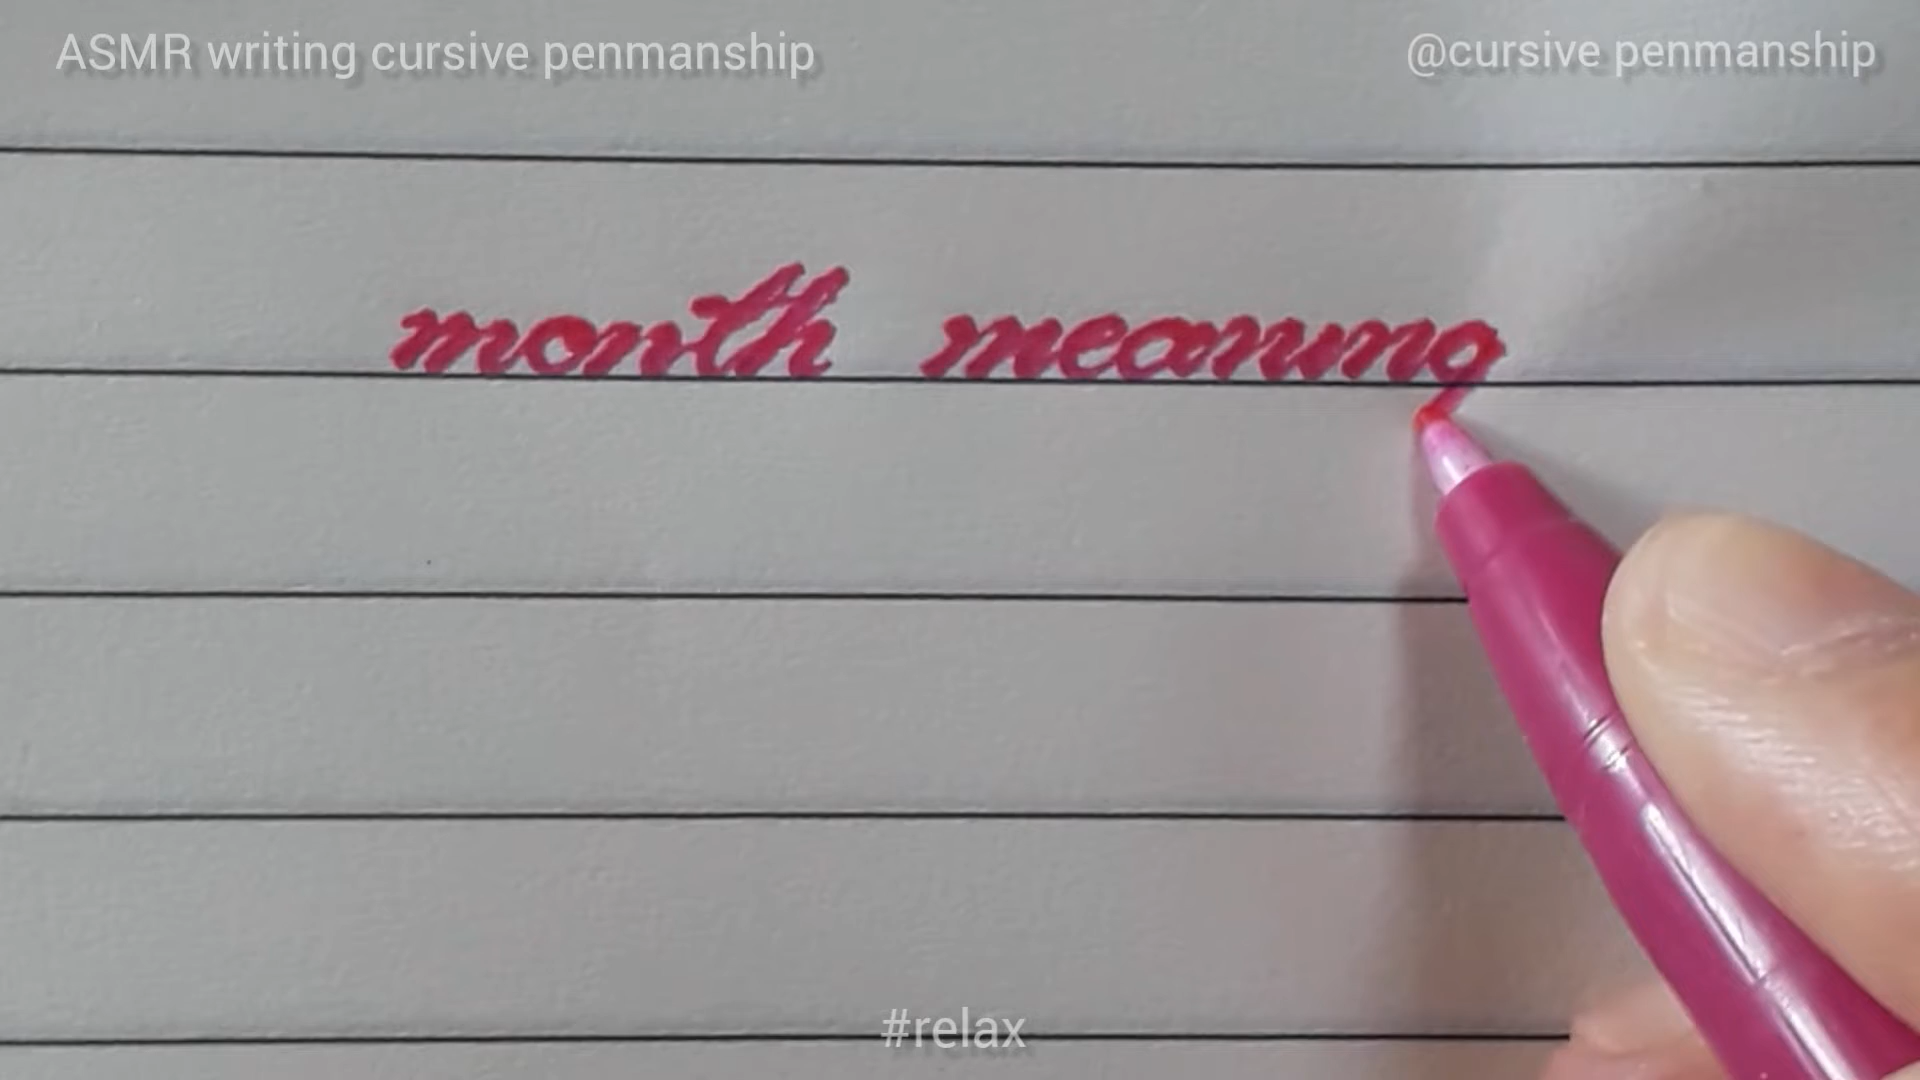 ASMR writing cursive penmanship
@cursive penmanship
month meaning
#relax